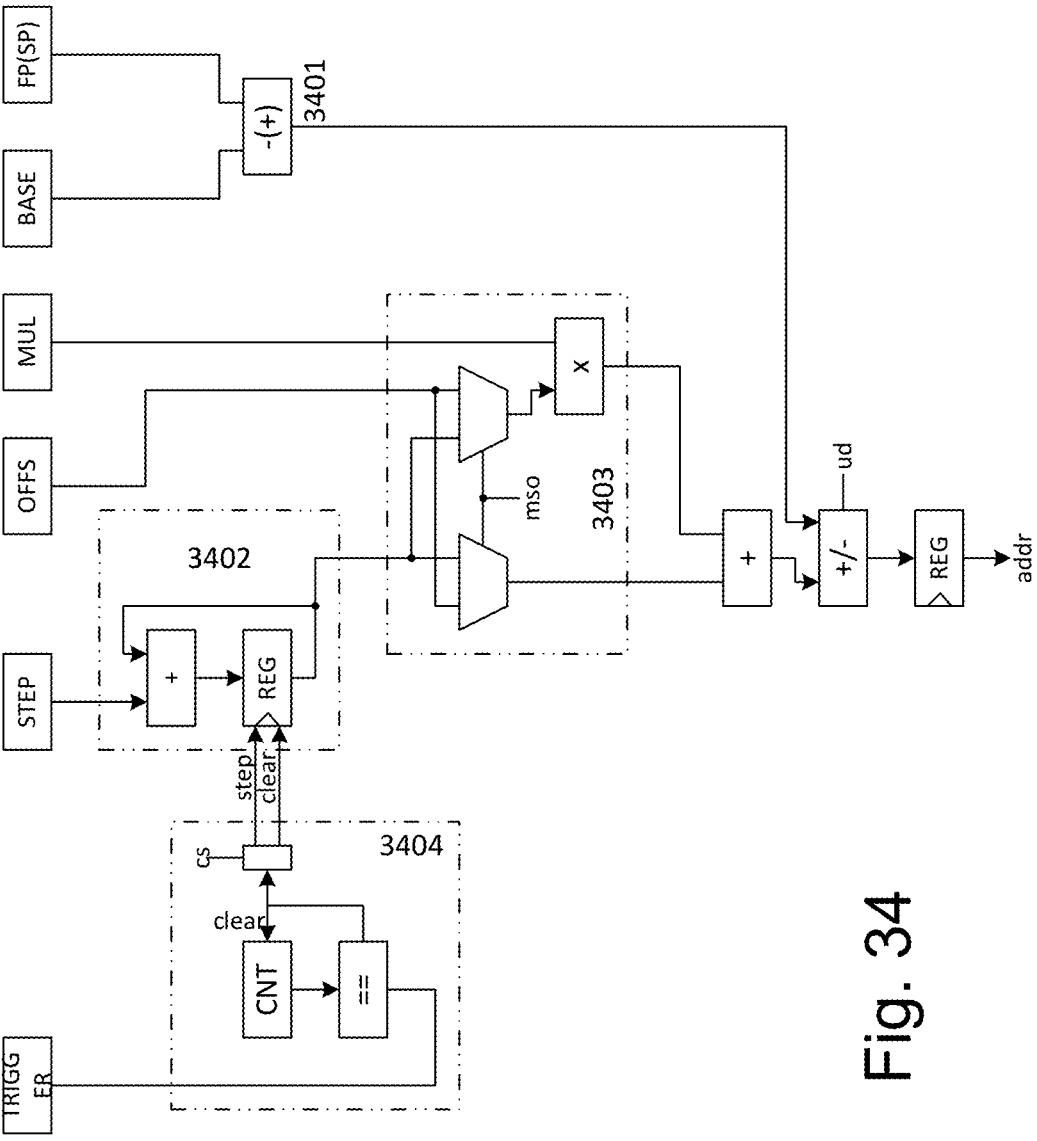 TRIGG
ER
STEP
OFFS
MUL
BASE
FP(SP)
-(+)
3401
3402
+
REG
step
clear
cs
3404
clear
CNT
==
mso
x
3403
+
+/-
ud
REG
addr
Fig. 34